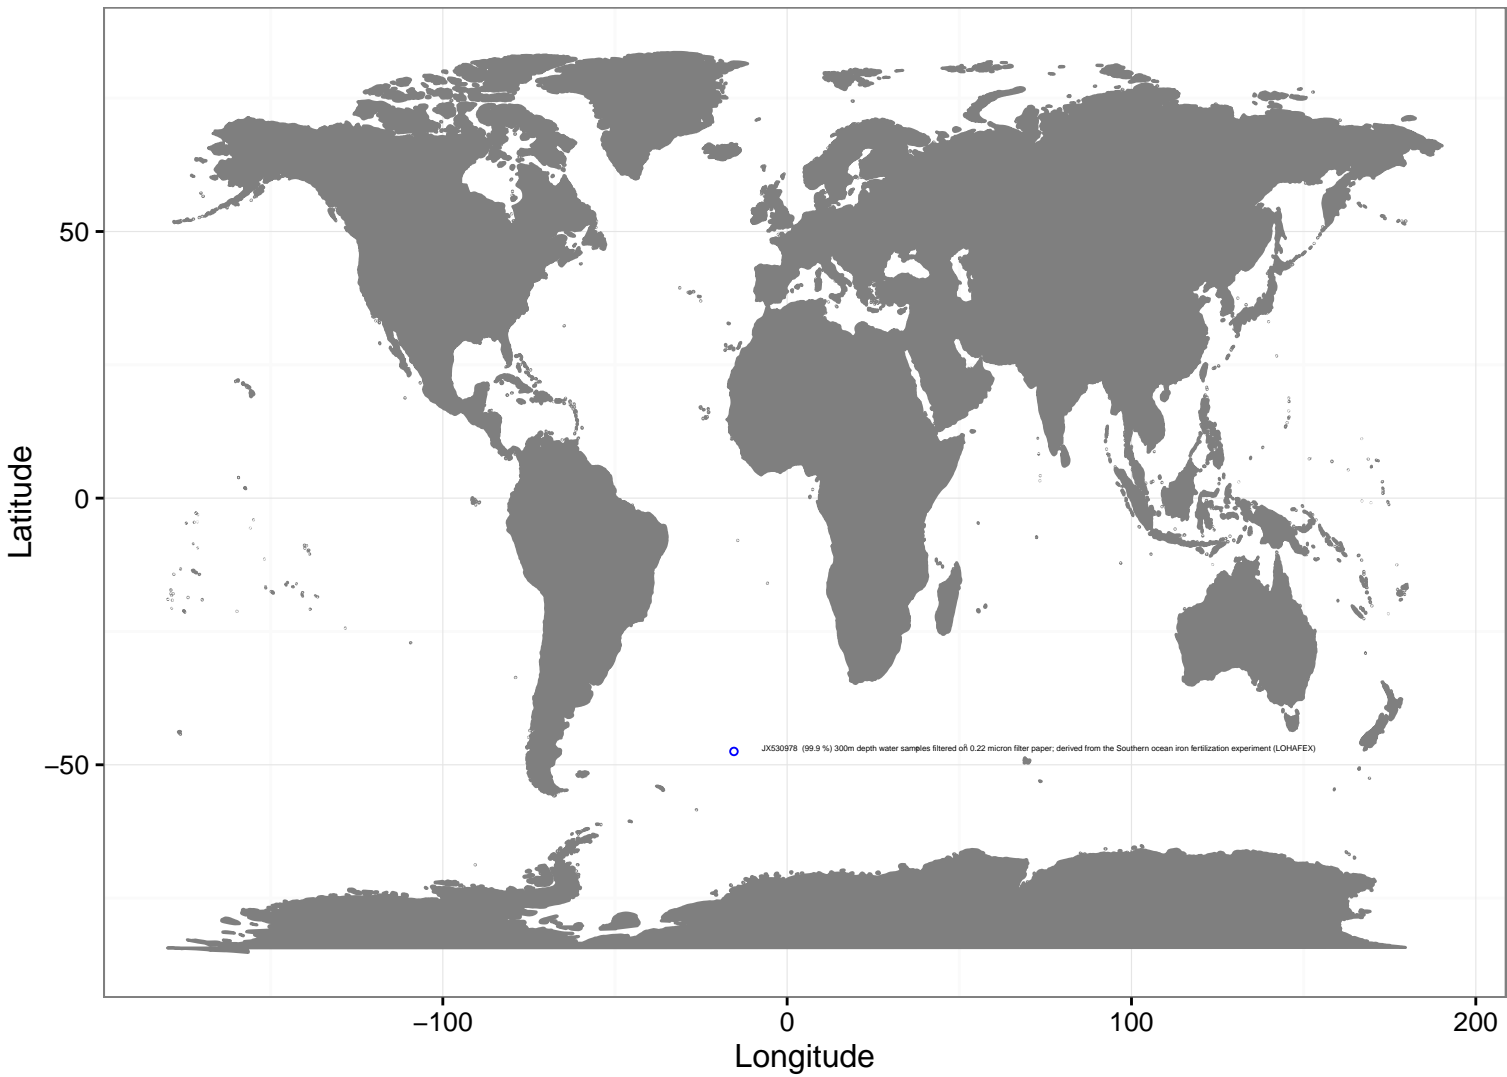 Latitude
50
0
−50
JX530978 (99.9 %) 300m depth water samples filtered on 0.22 micron filter paper; derived from the Southern ocean iron fertilization experiment (LOHAFEX)
−100
0
100
200
Longitude